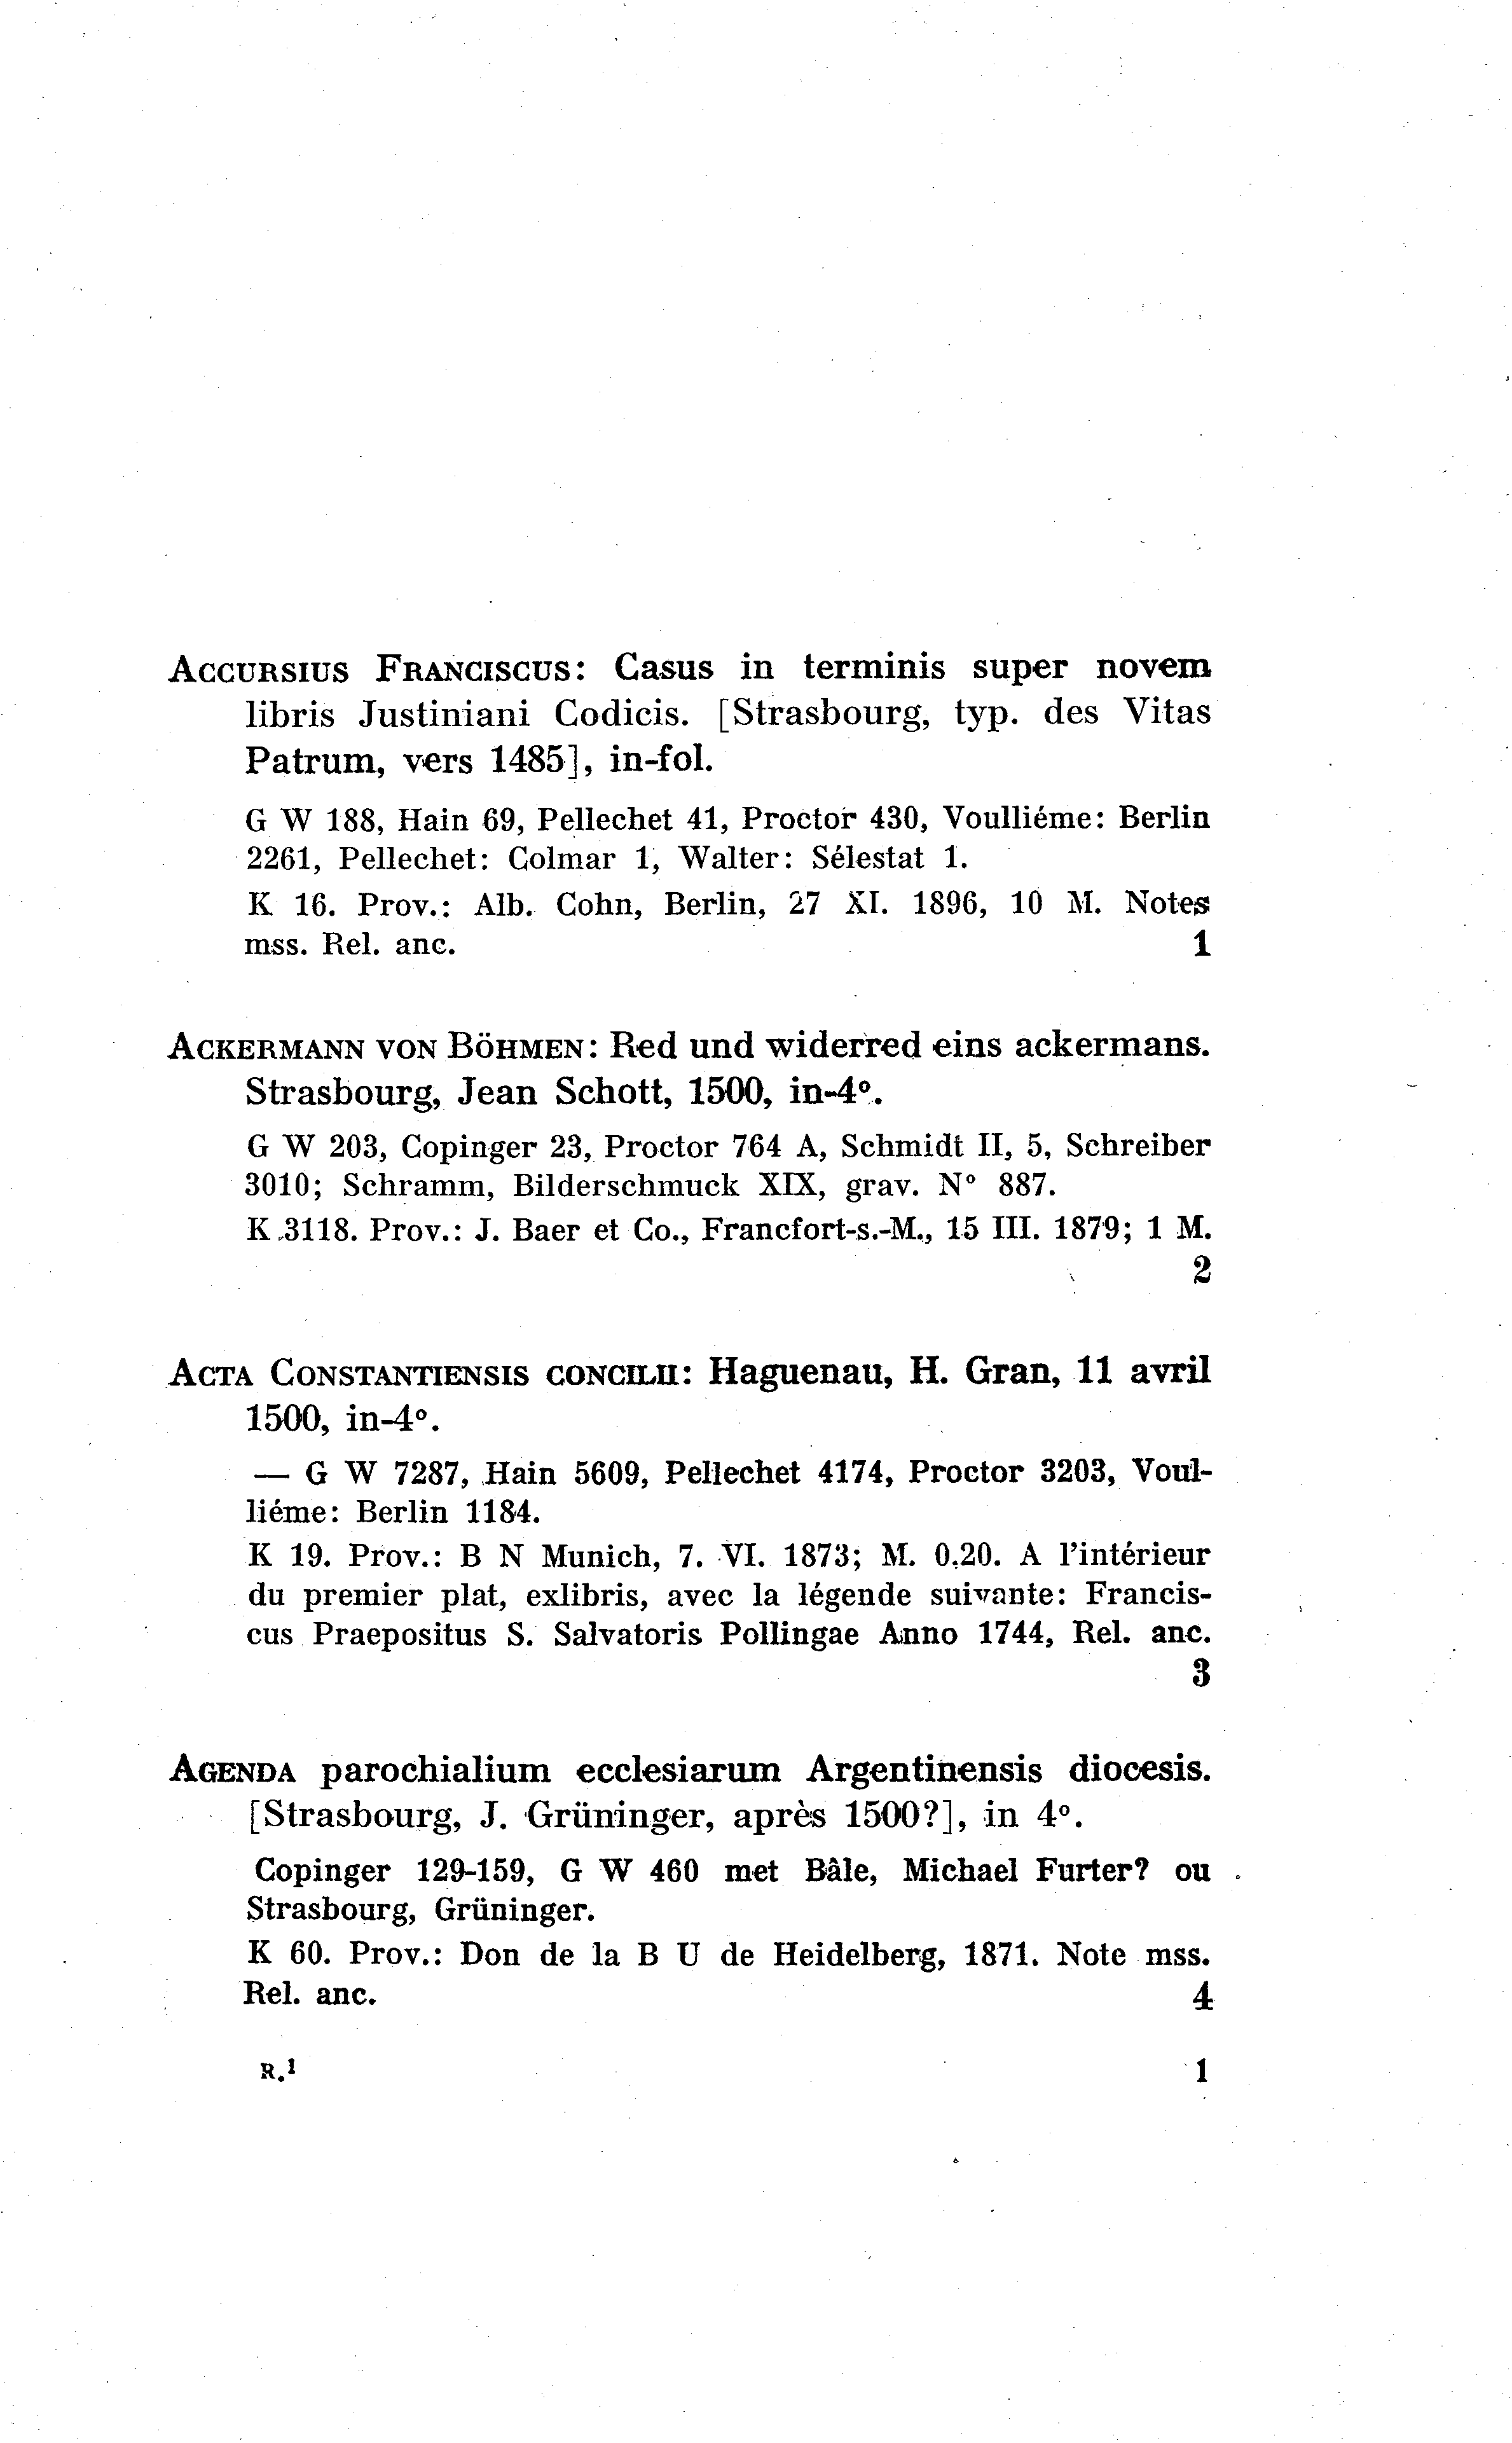 ACCURSIUS FRANCISCUS: Casus in terminis super novem
libris Justiniani Codicis. [Strasbourg, typ. des Vitas
Patrum, vers 1485], in-fol.
G W 188, Hain 69, Pellechet 41, Proctor 430, Voulliéme: Berlin
2261, Pellechet: Colmar 1, Walter: Sélestat 1.
K 16. Prov.: Alb. Cohn, Berlin, 27 XI. 1896, 10 M. Notes
mss. Rel. anc. 1
ACKERMANN VON BÖHMEN: Red und widerred eins ackermans.
Strasbourg, Jean Schott, 1500, in-4°.
G W 203, Copinger 23, Proctor 764 A, Schmidt II, 5, Schreiber
3010; Schramm, Bilderschmuck XIX, grav. N° 887.
K 3118. Prov.: J. Baer et Co., Francfort-s.-M., 15 III. 1879; 1 M.
2
ACTA CONSTANTIENSIS CONCILII: Haguenau, H. Gran, 11 avril
1500, in-4°.
— G W 7287, Hain 5609, Pellechet 4174, Proctor 3203, Voul-
liéme: Berlin 1184.
K 19. Prov.: B N Munich, 7. VI. 1873; M. 0.20. A l'intérieur
du premier plat, exlibris, avec la légende suivante: Francis-
cus Praepositus S. Salvatoris Pollingae Anno 1744, Rel. anc.
3
AGENDA parochialium ecclesiarum Argentinensis diocesis.
[Strasbourg, J. Grüninger, après 1500?], in 4°.
Copinger 129-159, G W 460 met Bâle, Michael Furter? ou
Strasbourg, Grüninger.
K 60. Prov.: Don de la B U de Heidelberg, 1871. Note mss.
Rel. anc. 4
R.1 1